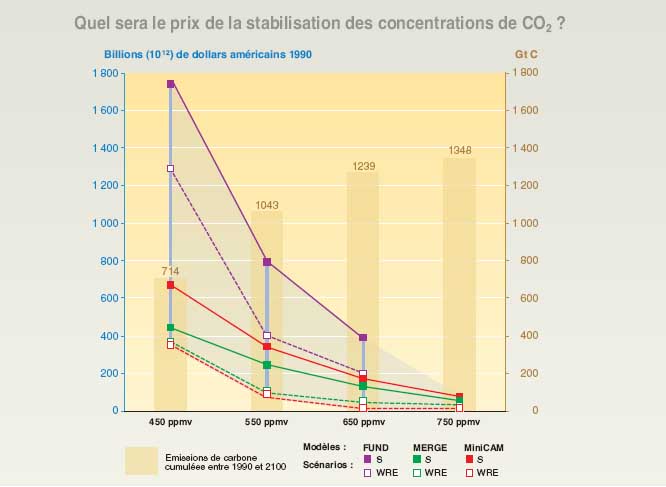 Quel sera le prix de la stabilisation des concentrations de CO₂ ?
Billions (10¹²) de dollars américains 1990
Gt C
1 800
1 800
1 600
1 600
1 400
1348
1 400
1239
1 200
1 200
1043
1 000
1 000
800
800
714
600
600
400
400
200
200
0
0
450 ppmv
550 ppmv
650 ppmv
750 ppmv
Modèles : FUND MERGE MiniCAM
Emissions de carbone
cumulées entre 1990 et 2100
S S S
Scénarios :
WRE WRE WRE